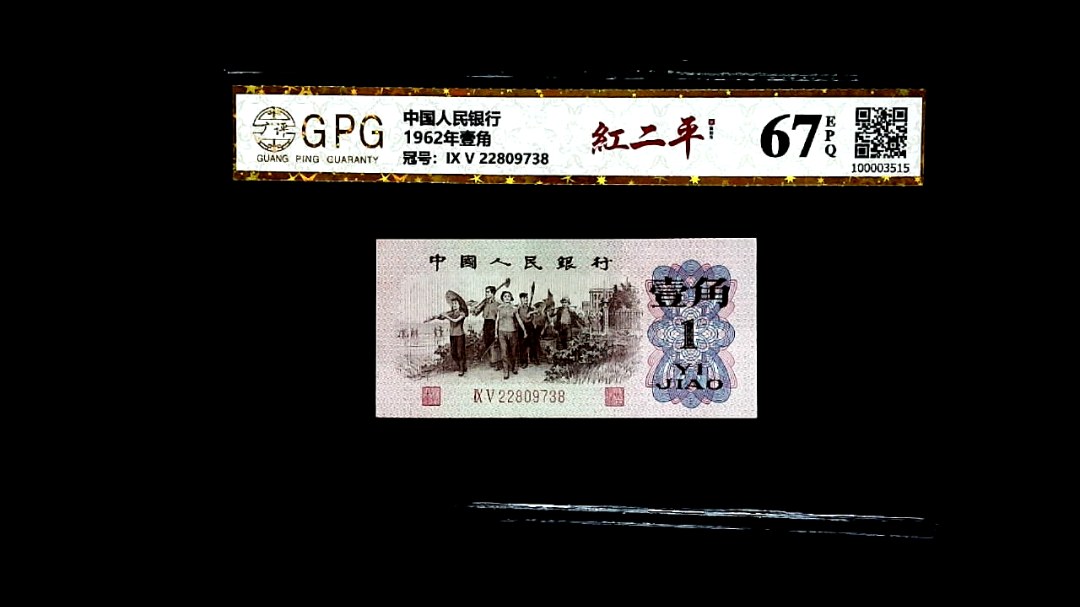 GPG
GUANG PING GUARANTY
中国人民银行
1962年壹角
冠号：IX V 22809738
紅二平
67 EPQ
100003515
中國人民銀行
壹角
1
YI
JIAO
IX V 22809738